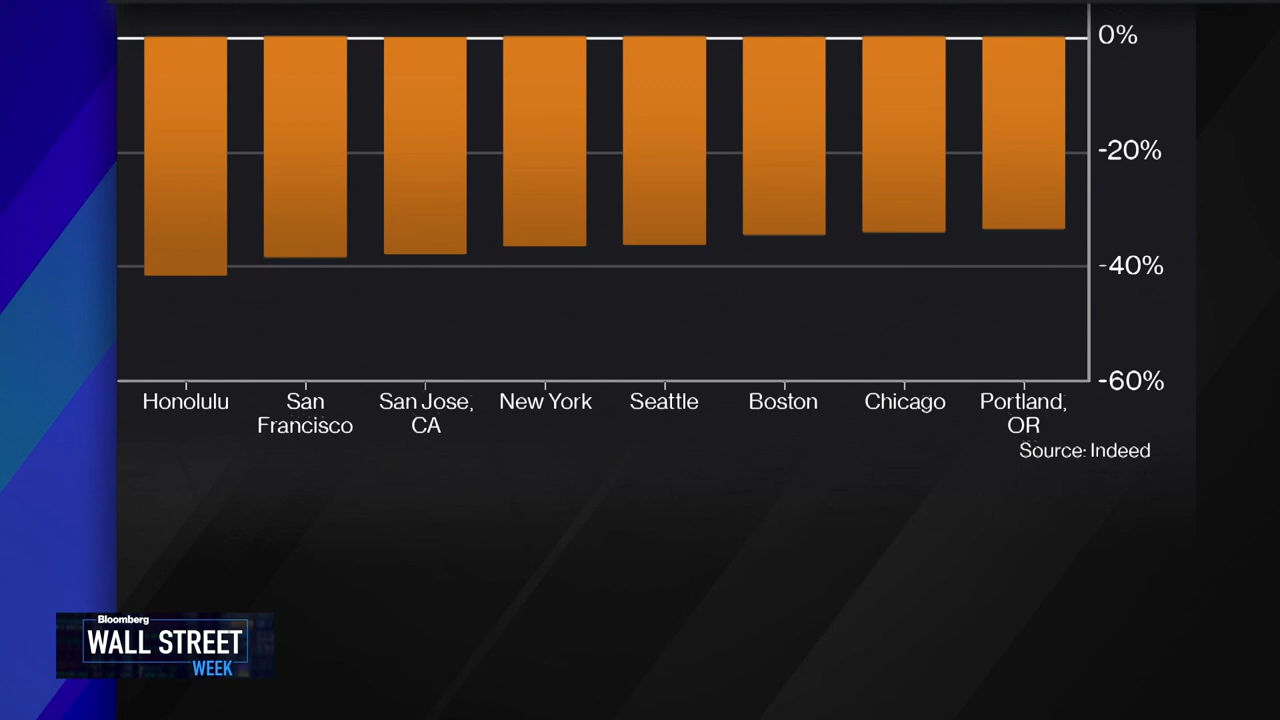 0%
-20%
-40%
-60%
Honolulu
San
Francisco
San Jose,
CA
New York
Seattle
Boston
Chicago
Portland,
OR
Source: Indeed
Bloomberg
WALL STREET
WEEK